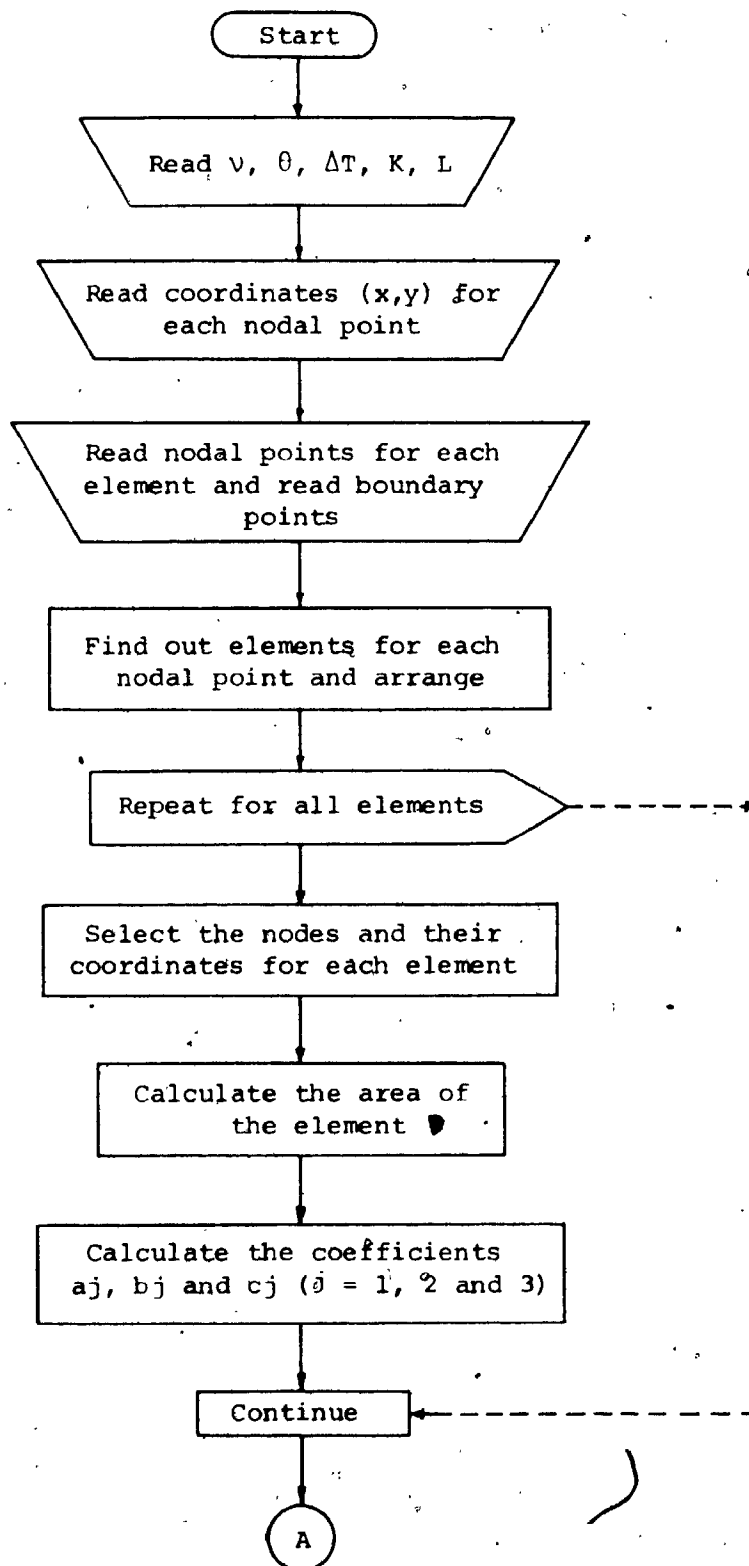 Start
Read ν, θ, ΔT, K, L
Read coordinates (x,y) for
each nodal point
Read nodal points for each
element and read boundary
points
Find out elements for each
nodal point and arrange
Repeat for all elements
Select the nodes and their
coordinates for each element
Calculate the area of
the element
Calculate the coefficients
aj, bj and cj (j = 1, 2 and 3)
Continue
A